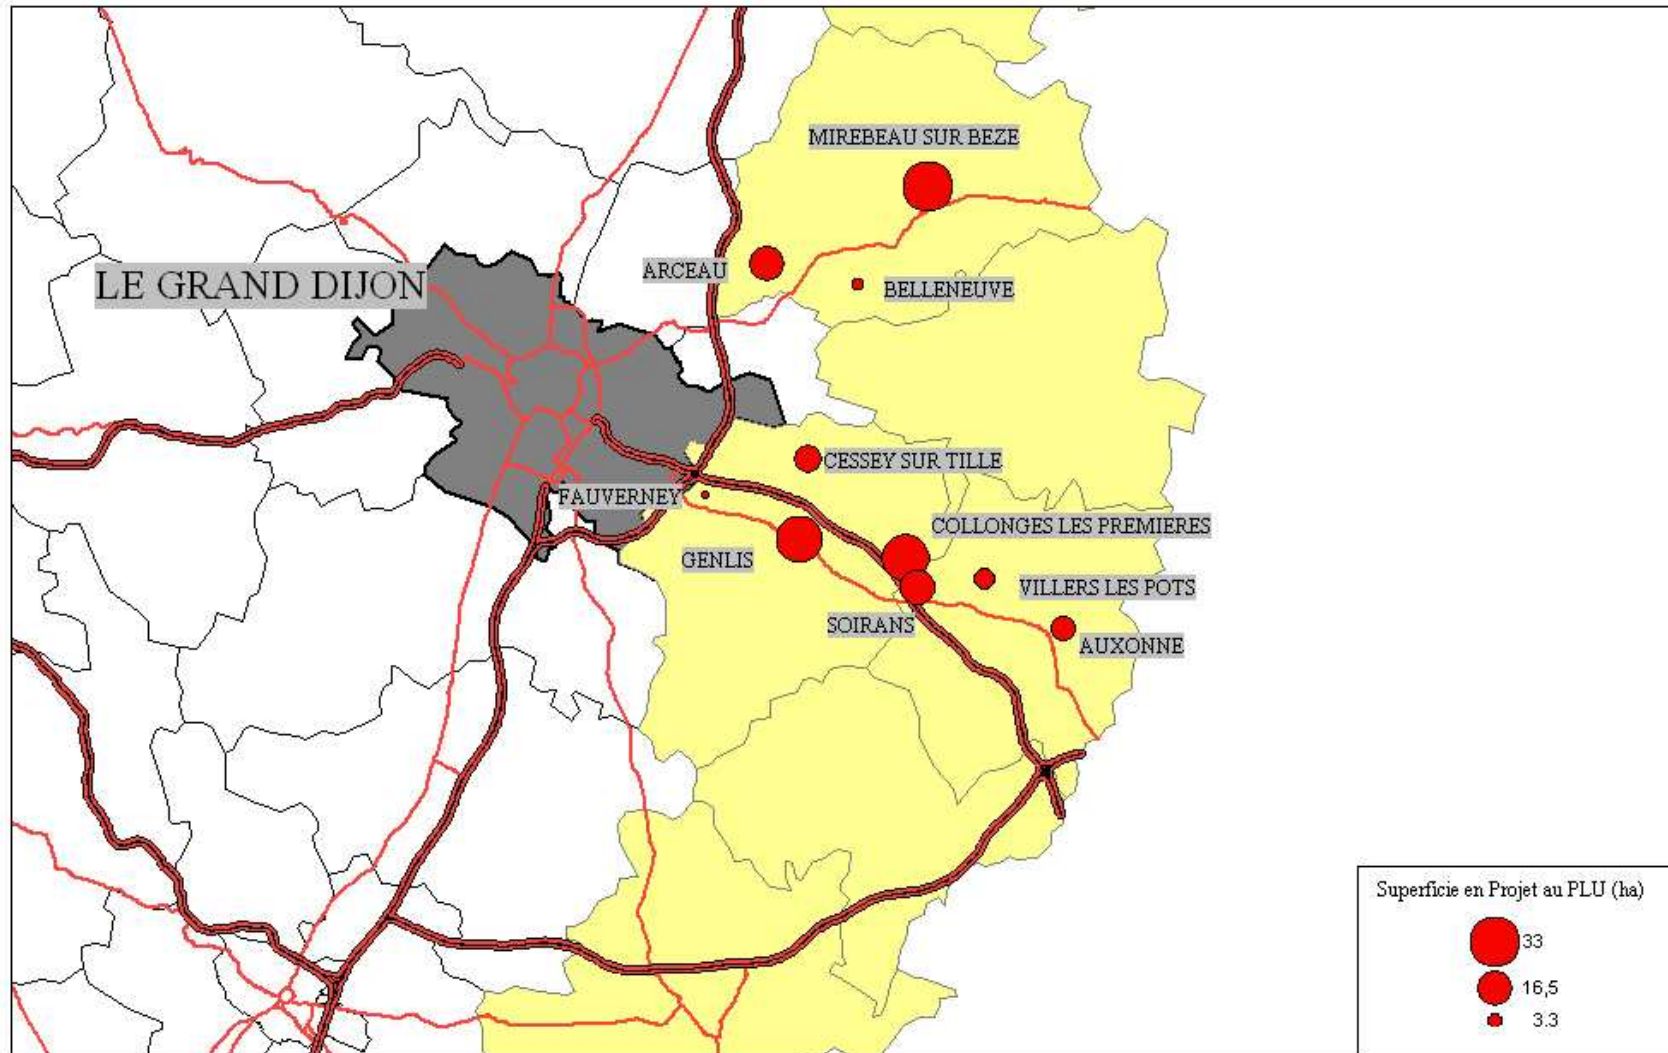 MIREBEAU SUR BEZE
ARCEAU
LE GRAND DIJON
BELLENEUVE
CESSEY SUR TILLE
FAUVERNEY
COLLONGES LES PREMIERES
GENLIS
VILLERS LES POTS
SOIRANS
AUXONNE
Superficie en Projet au PLU (ha)
33
16,5
3.3